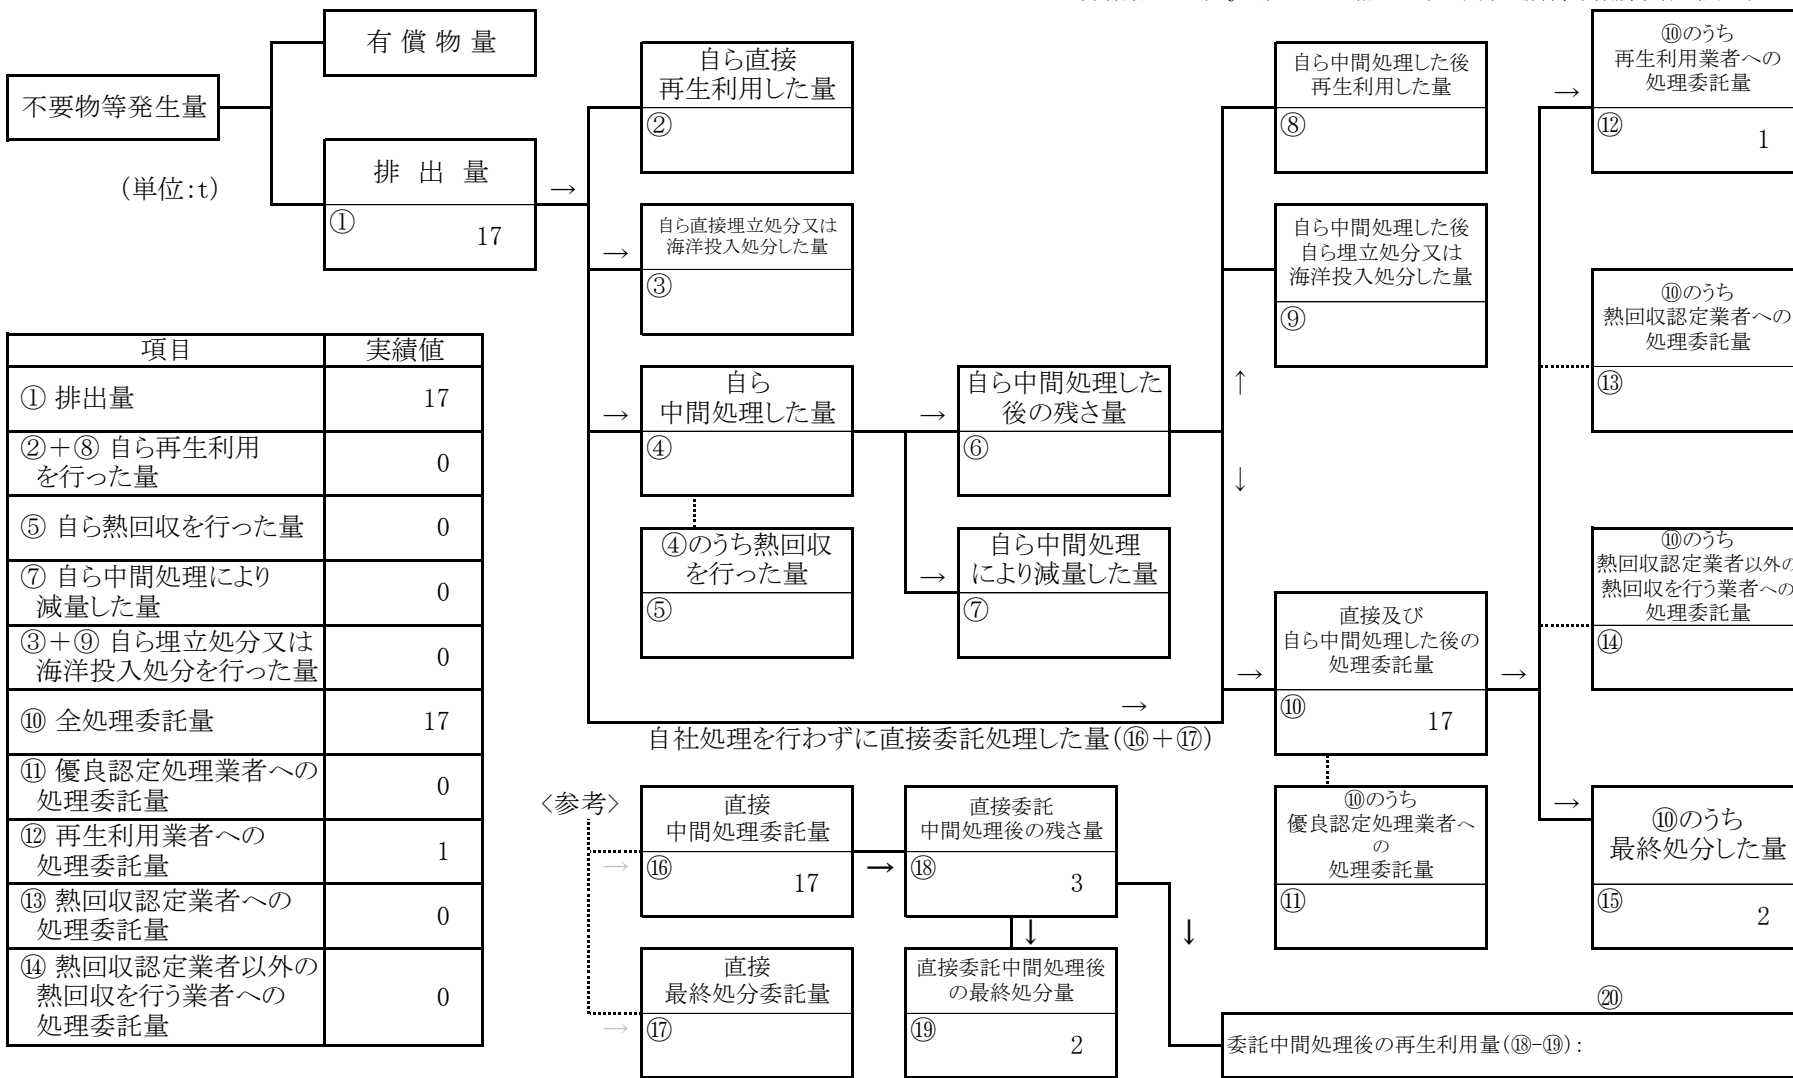 有償物量
不要物等発生量
(単位:t)
排出量
→
①
17
自ら直接
再生利用した量
②
→
自ら直接埋立処分又は
海洋投入処分した量
③
→
自ら
中間処理した量
④
④のうち熱回収
を行った量
⑤
→
自ら中間処理した
後の残さ量
⑥
→
自ら中間処理
により減量した量
⑦
自ら中間処理した後
再生利用した量
⑧
自ら中間処理した後
自ら埋立処分又は
海洋投入処分した量
⑨
↑
↓
→
直接及び
自ら中間処理した後の
処理委託量
⑩
17
→
⑩のうち
優良認定処理業者へ
の
処理委託量
⑪
→
⑩のうち
再生利用業者への
処理委託量
⑫
1
⑩のうち
熱回収認定業者への
処理委託量
⑬
⑩のうち
熱回収認定業者以外の
熱回収を行う業者への
処理委託量
⑭
→
⑩のうち
最終処分した量
⑮
2
→
自社処理を行わずに直接委託処理した量(⑯+⑰)
<参考>
→
直接
中間処理委託量
⑯
17
→
直接委託
中間処理後の残さ量
⑱
3
↓
↓
→
直接
最終処分委託量
⑰
直接委託中間処理後
の最終処分量
⑲
2
⑳
委託中間処理後の再生利用量(⑱-⑲):
項目 実績値
① 排出量 17
②+⑧ 自ら再生利用
を行った量 0
⑤ 自ら熱回収を行った量 0
⑦ 自ら中間処理により
減量した量 0
③+⑨ 自ら埋立処分又は
海洋投入処分を行った量 0
⑩ 全処理委託量 17
⑪ 優良認定処理業者への
処理委託量 0
⑫ 再生利用業者への
処理委託量 1
⑬ 熱回収認定業者への
処理委託量 0
⑭ 熱回収認定業者以外の
熱回収を行う業者への
処理委託量 0